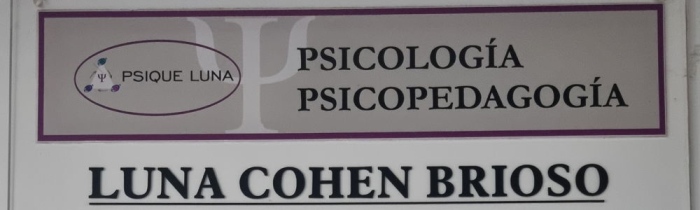 Ψ PSIQUE LUNA
PSICOLOGÍA
PSICOPEDAGOGÍA
LUNA COHEN BRIOSO